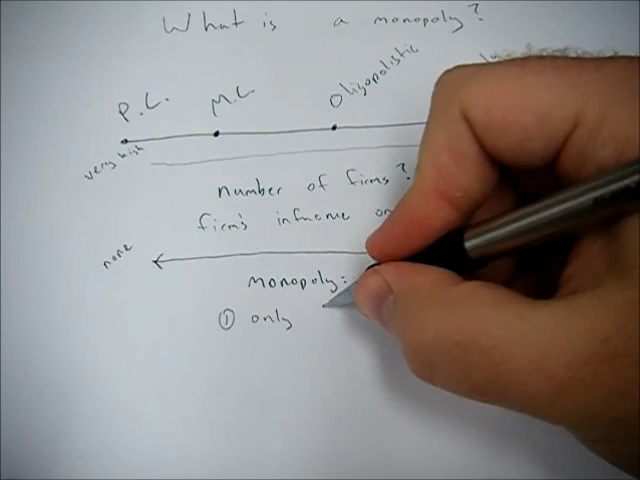 What is a monopoly?
P.C. M.C Oligopolistic
very high
number of firms?
firm's influence on
none
monopoly:
① only